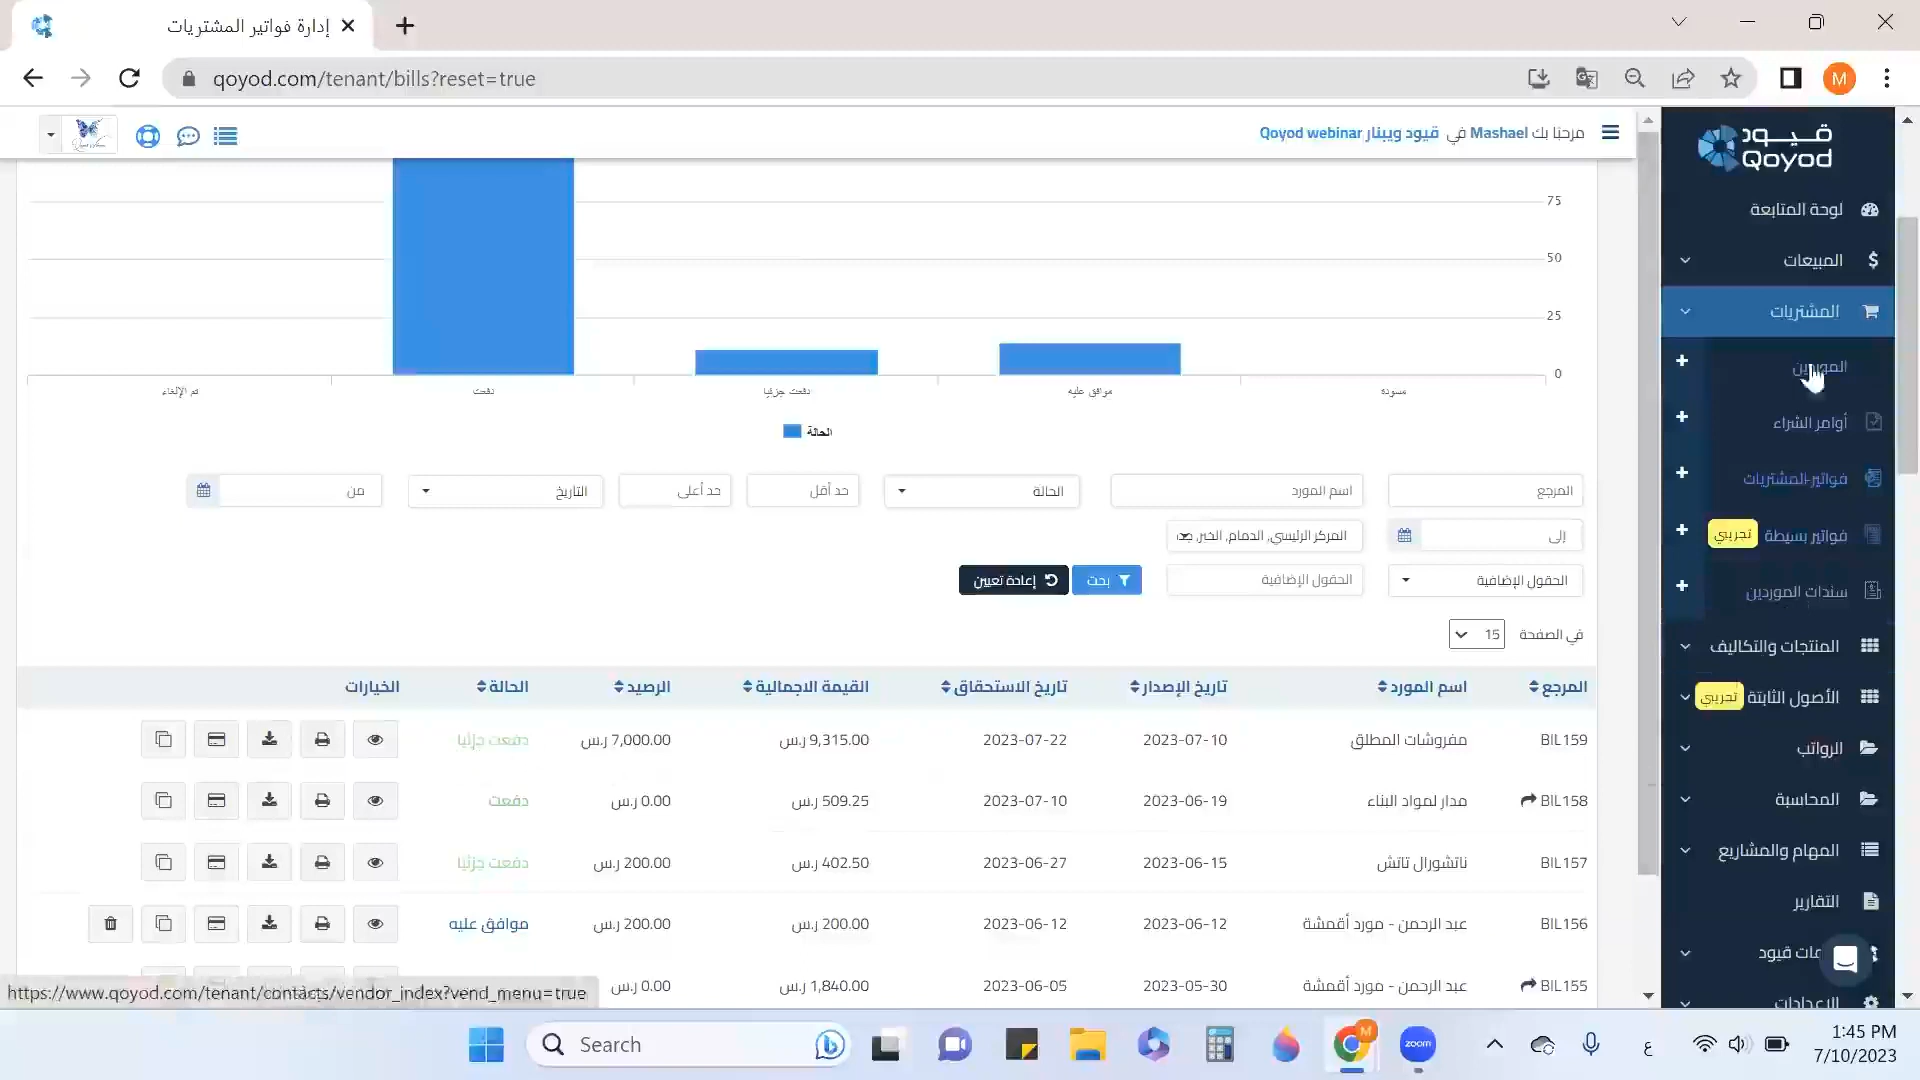 إدارة فواتير المشتريات
qoyod.com/tenant/bills?reset=true
M
مرحبًا بك Mashael في قيود ويبنار Qoyod webinar
قيود
Qoyod
لوحة المتابعة
المبيعات
المشتريات
الموردين
أوامر الشراء
فواتير المشتريات
فواتير بسيطة تجريبي
سندات الموردين
المنتجات والتكاليف
الأصول الثابتة تجريبي
الرواتب
المحاسبة
المهام والمشاريع
التقارير
قيود
الإعدادات
75
50
25
0
مسودة
موافق عليه
دفعت جزئيا
دفعت
تم الإلغاء
الحالة
المرجع
اسم المورد
الحالة
حد أقل
حد أعلى
التاريخ
من
إلى
المركز الرئيسي, الدمام, الخبر,
الحقول الإضافية
الحقول الإضافية
بحث
إعادة تعيين
في الصفحة 15
المرجع اسم المورد تاريخ الإصدار تاريخ الاستحقاق القيمة الاجمالية الرصيد الحالة الخيارات
BIL159 مفروشات المطلق 2023-07-10 2023-07-22 9,315.00 ر.س 7,000.00 ر.س دفعت جزئيا
BIL158 مدار لمواد البناء 2023-06-19 2023-07-10 509.25 ر.س 0.00 ر.س دفعت
BIL157 ناتشورال تاتش 2023-06-15 2023-06-27 402.50 ر.س 200.00 ر.س دفعت جزئيا
BIL156 عبد الرحمن - مورد أقمشة 2023-06-12 2023-06-12 200.00 ر.س 200.00 ر.س موافق عليه
BIL155 عبد الرحمن - مورد أقمشة 2023-05-30 2023-06-05 1,840.00 ر.س 0.00 ر.س
https://www.qoyod.com/tenant/contacts/vendor_index?vend_menu=true
Search
M
zoom
ع
1:45 PM
7/10/2023